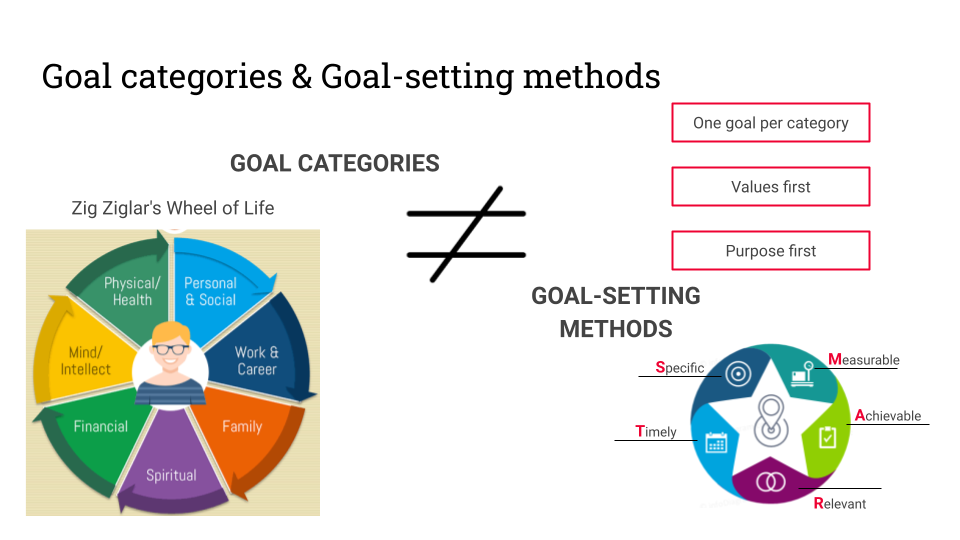 Goal categories & Goal-setting methods
GOAL CATEGORIES
Zig Ziglar's Wheel of Life
Physical/
Health
Personal
& Social
Mind/
Intellect
Work &
Career
Financial
Family
Spiritual
One goal per category
Values first
Purpose first
GOAL-SETTING
METHODS
Specific
Measurable
Achievable
Timely
Relevant